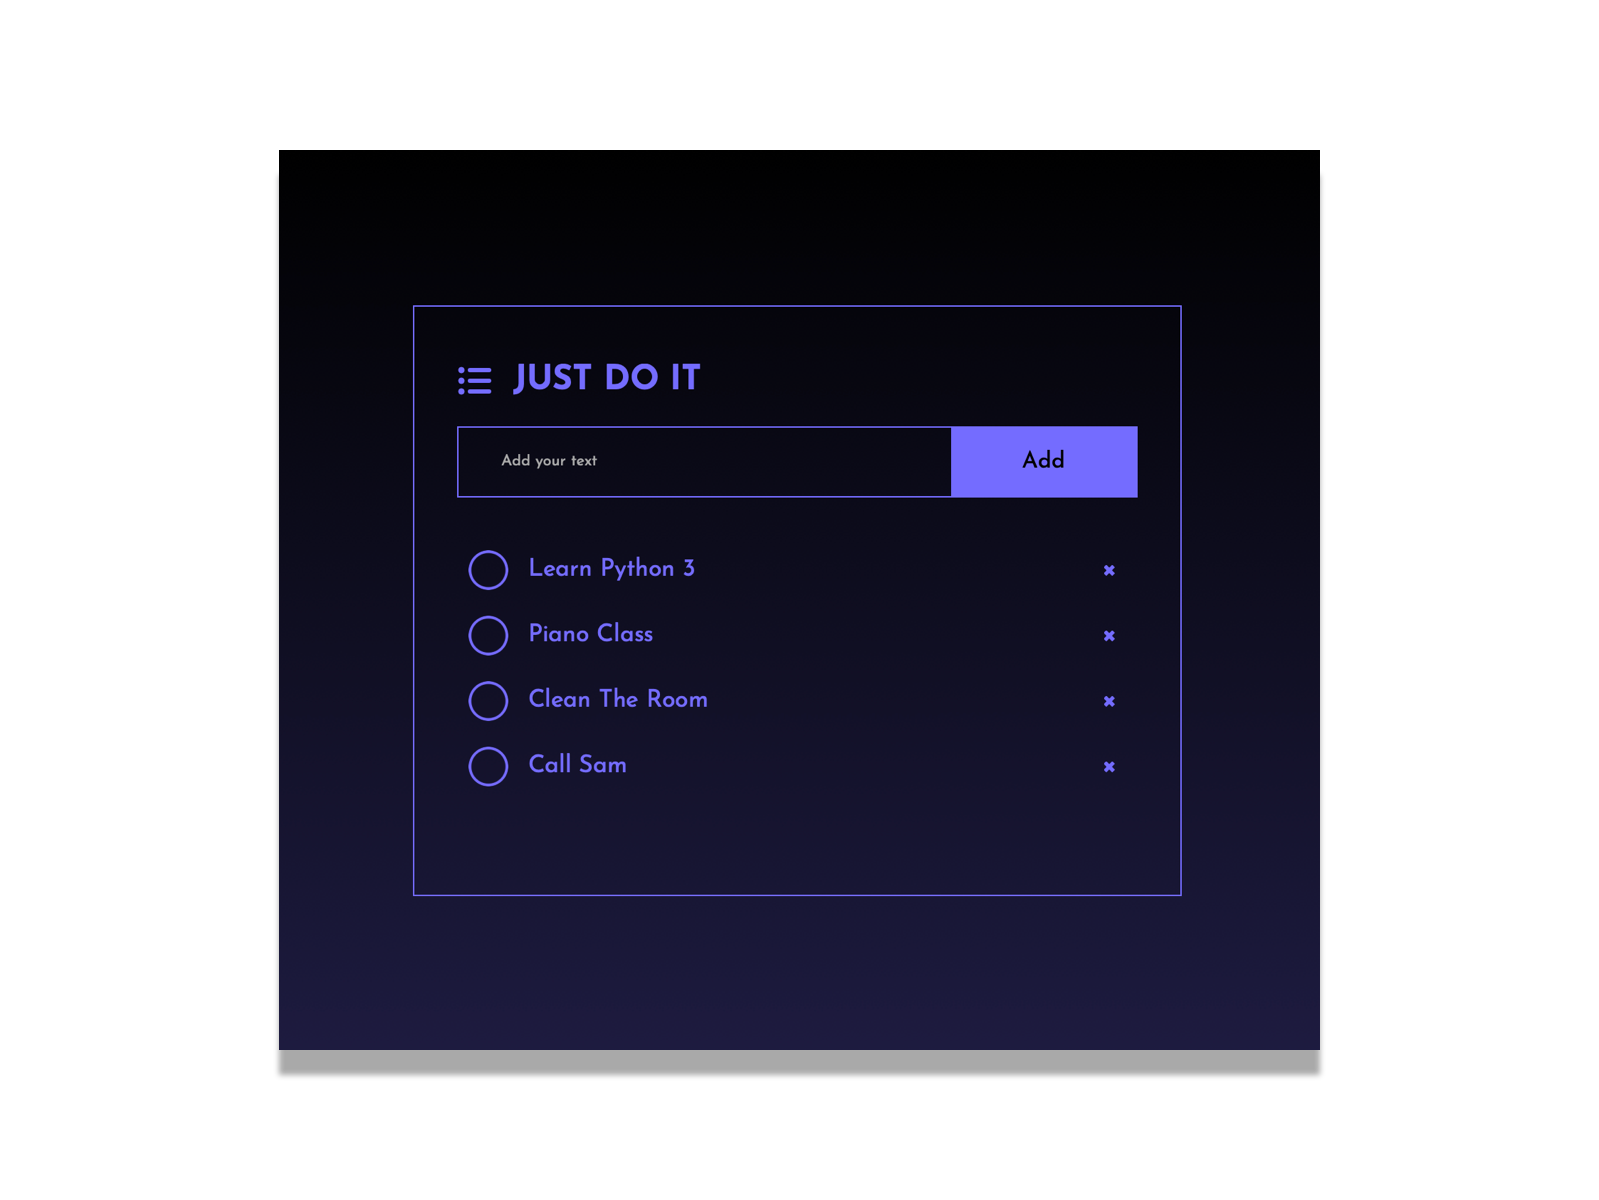 JUST DO IT
Add your text
Add
Learn Python 3
Piano Class
Clean The Room
Call Sam